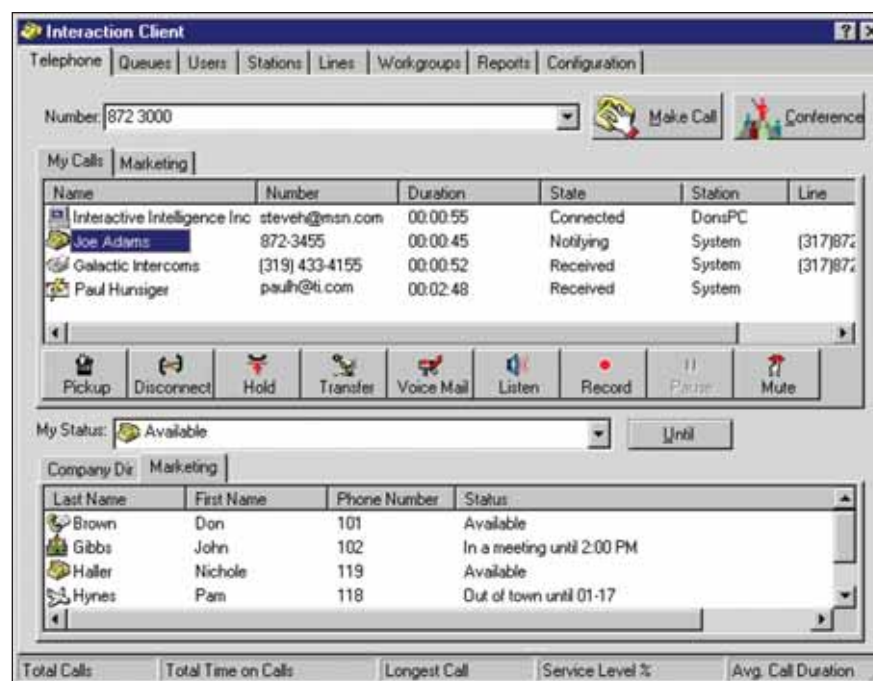 Interaction Client
Telephone Queues Users Stations Lines Workgroups Reports Configuration
Number: 872 3000 Make Call Conference
My Calls Marketing
Name Number Duration State Station Line
Interactive Intelligence Inc steveh@msn.com 00:00:55 Connected DonsPC
Joe Adams 872-3455 00:00:45 Notifying System (317)872
Galactic Intercoms (319) 433-4155 00:00:52 Received System (317)872
Paul Hunsiger paulh@ti.com 00:02:48 Received System
Pickup Disconnect Hold Transfer Voice Mail Listen Record Pause Mute
My Status: Available Until
Company Dir Marketing
Last Name First Name Phone Number Status
Brown Don 101 Available
Gibbs John 102 In a meeting until 2:00 PM
Haller Nichole 119 Available
Hynes Pam 118 Out of town until 01-17
Total Calls Total Time on Calls Longest Call Service Level % Avg. Call Duration